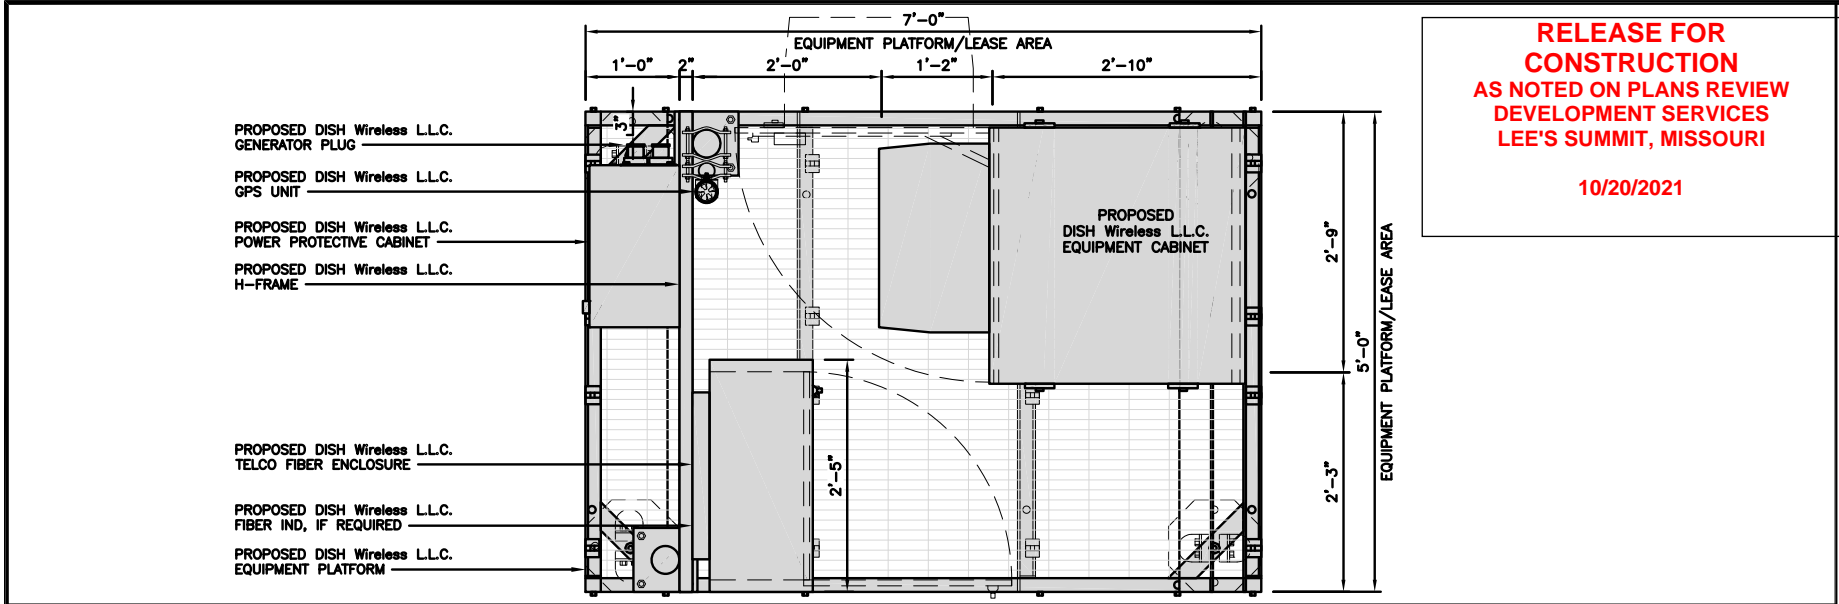 7'-0"
EQUIPMENT PLATFORM/LEASE AREA
1'-0" 2" 2'-0" 1'-2" 2'-10"
3"
PROPOSED DISH Wireless L.L.C.
GENERATOR PLUG
PROPOSED DISH Wireless L.L.C.
GPS UNIT
PROPOSED DISH Wireless L.L.C.
POWER PROTECTIVE CABINET
PROPOSED DISH Wireless L.L.C.
H-FRAME
PROPOSED DISH Wireless L.L.C.
TELCO FIBER ENCLOSURE
PROPOSED DISH Wireless L.L.C.
FIBER IND, IF REQUIRED
PROPOSED DISH Wireless L.L.C.
EQUIPMENT PLATFORM
PROPOSED
DISH Wireless L.L.C.
EQUIPMENT CABINET
2'-5"
2'-9"
2'-3"
5'-0"
EQUIPMENT PLATFORM/LEASE AREA
RELEASE FOR
CONSTRUCTION
AS NOTED ON PLANS REVIEW
DEVELOPMENT SERVICES
LEE'S SUMMIT, MISSOURI
10/20/2021